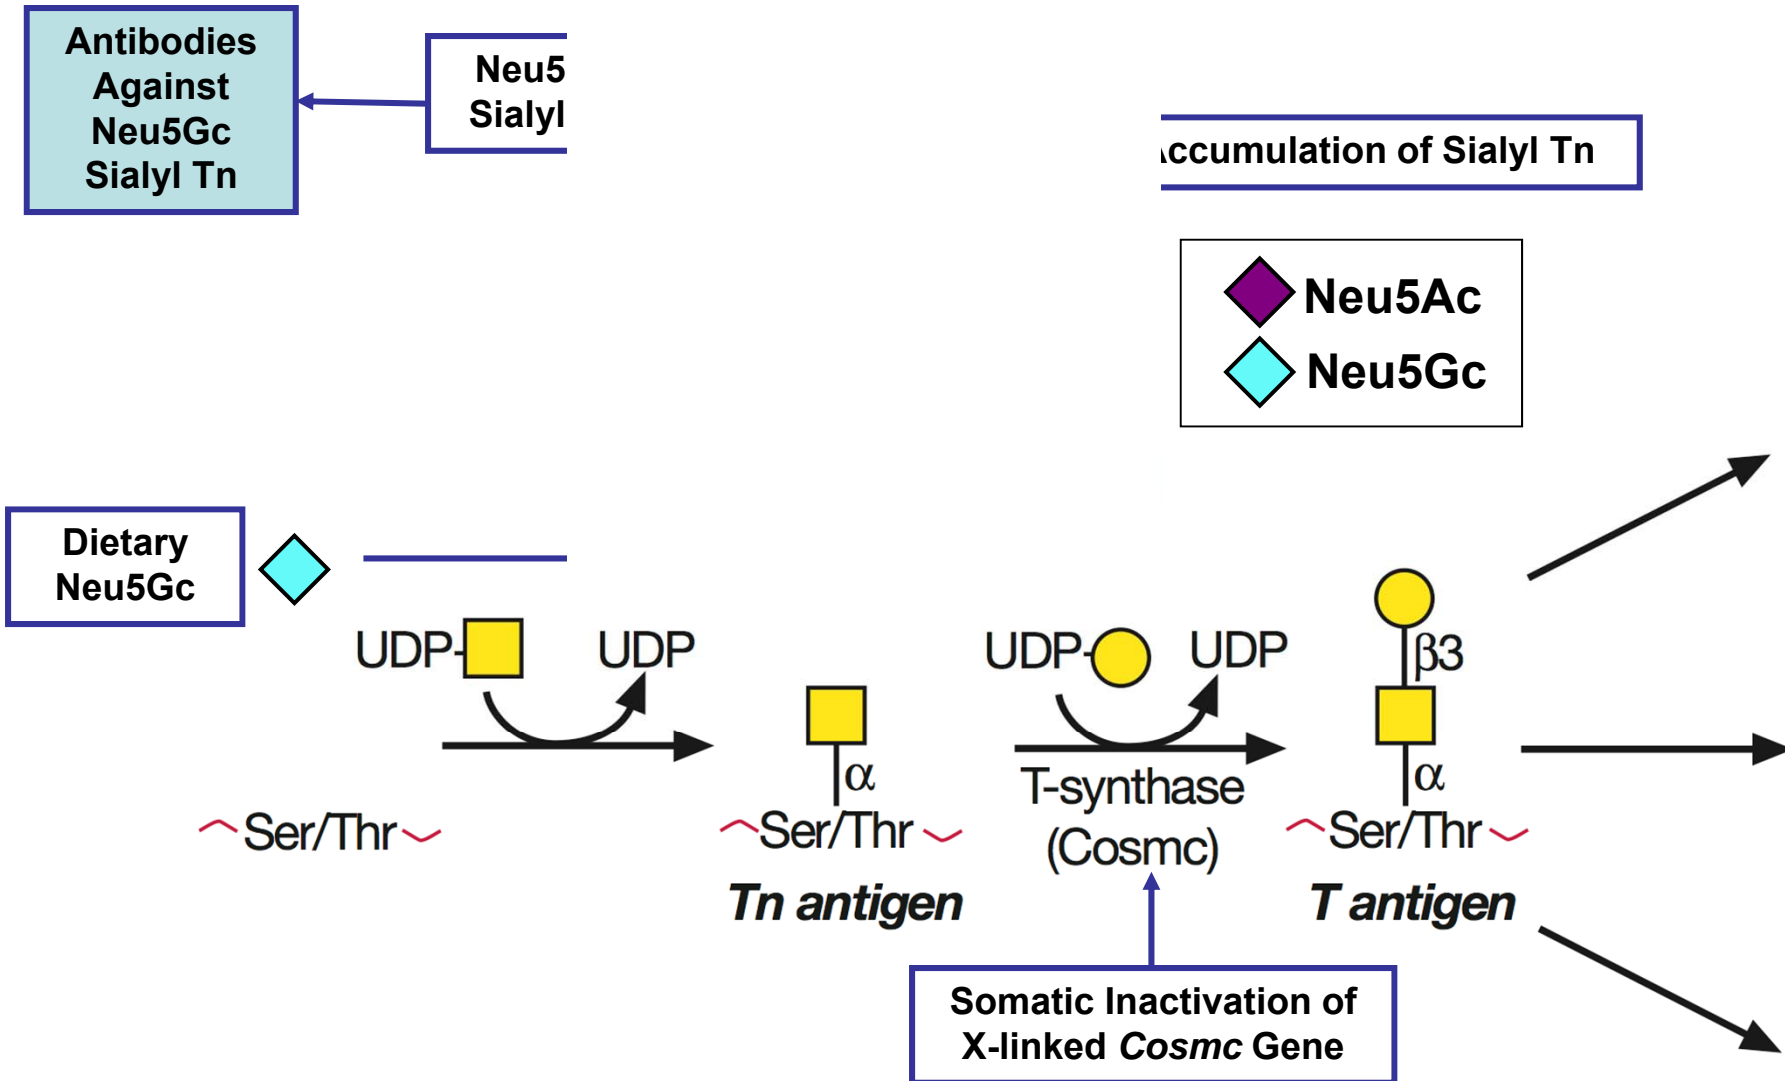 Antibodies
Against
Neu5Gc
Sialyl Tn
Neu5
Sialyl
ccumulation of Sialyl Tn
Neu5Ac
Neu5Gc
Dietary
Neu5Gc
UDP-
UDP
UDP-
UDP
β3
α
α
T-synthase
(Cosmc)
Ser/Thr
Ser/Thr
Ser/Thr
Tn antigen
T antigen
Somatic Inactivation of
X-linked Cosmc Gene